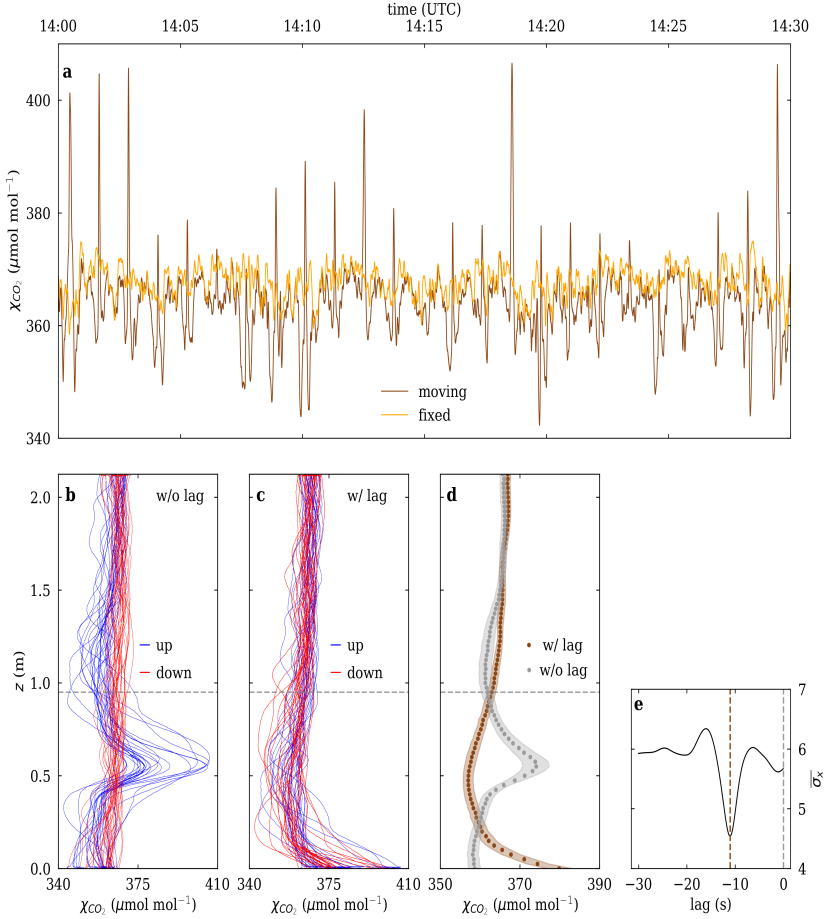 time (UTC)
14:00 14:05 14:10 14:15 14:20 14:25 14:30
a
400
380
360
340
χCO₂ (μmol mol⁻¹)
moving
fixed
b w/o lag
c w/ lag
d
2.0
1.5
1.0
0.5
0.0
z (m)
up
down
up
down
w/ lag
w/o lag
340 375 410
340 375 410
350 370 390
χCO₂ (μmol mol⁻¹)
χCO₂ (μmol mol⁻¹)
χCO₂ (μmol mol⁻¹)
e
7
6
5
4
σx
−30 −20 −10 0
lag (s)